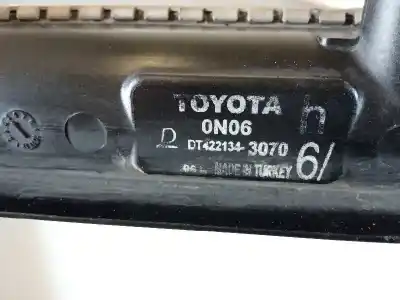 TOYOTA
0N06 h
D DT422134-3070 6/
MADE IN TURKEY